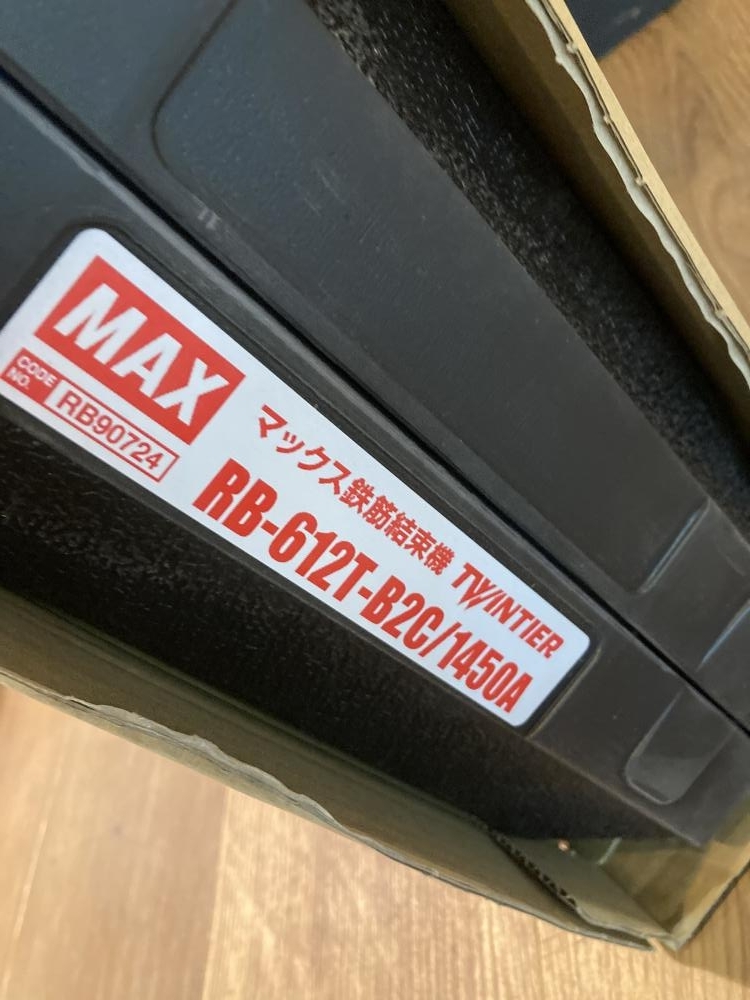 MAX
CODE NO. RB90724
マックス鉄筋結束機 TWINTIER
RB-612T-B2C/1450A